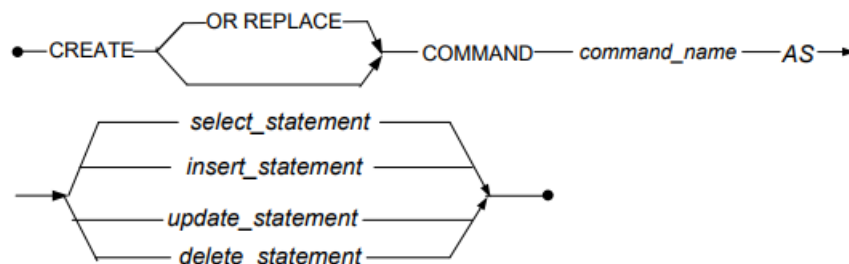 OR REPLACE
CREATE COMMAND command_name AS
select_statement
insert_statement
update_statement
delete_statement